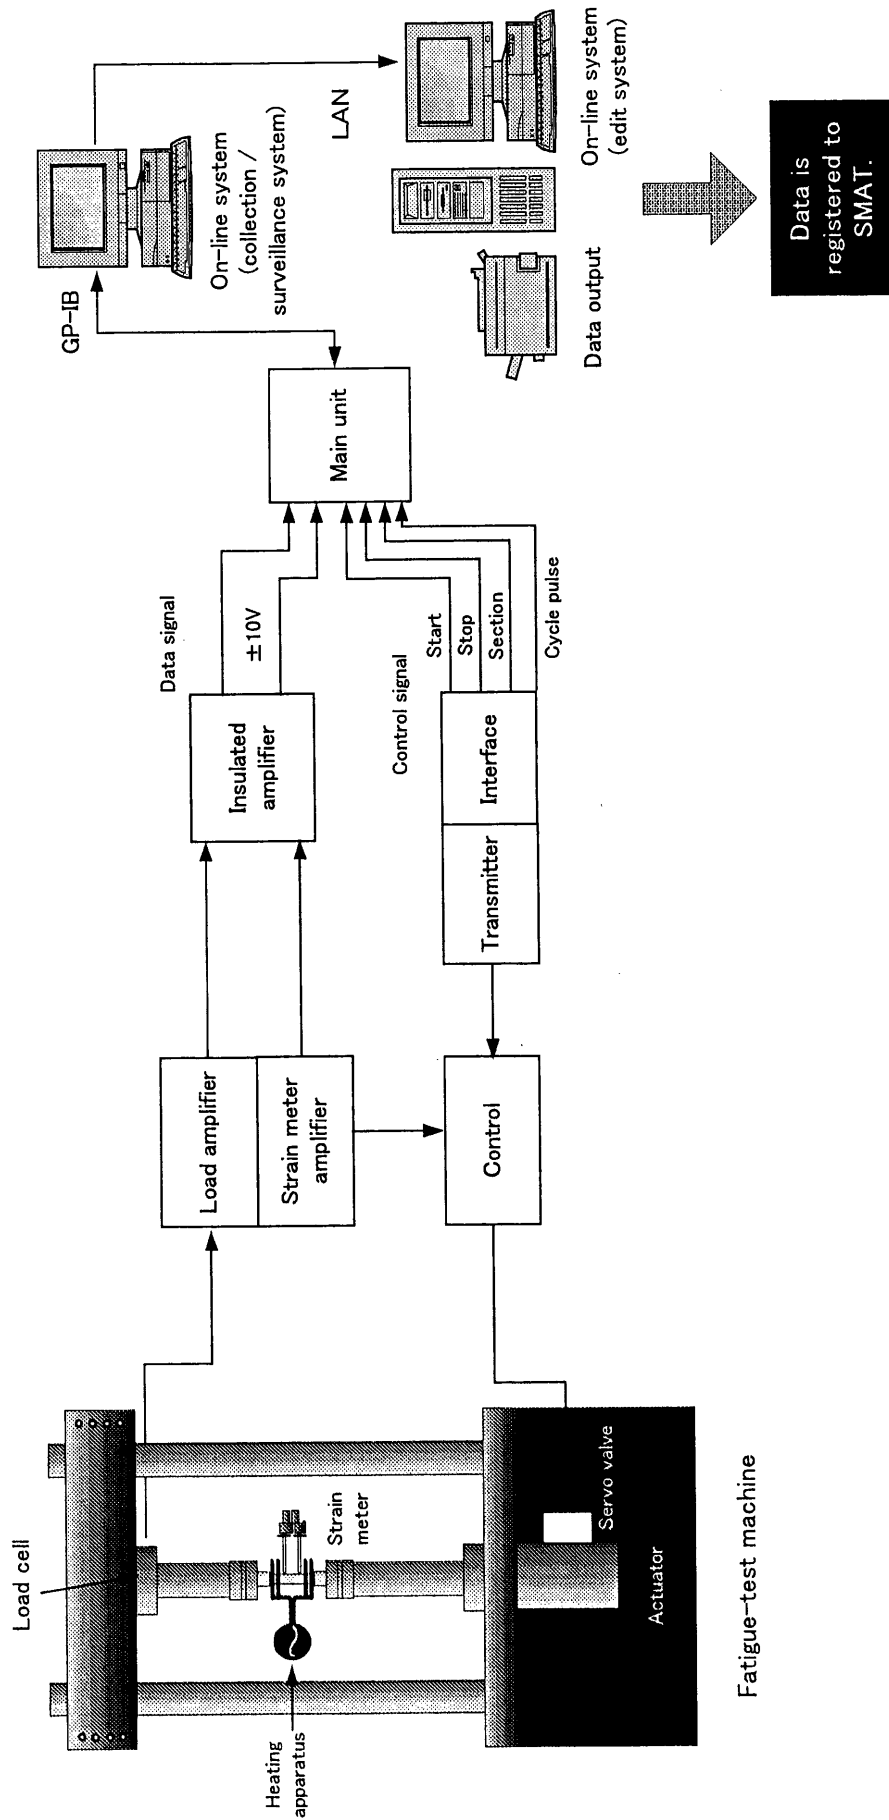 Load cell
Heating
apparatus
Strain
meter
Servo valve
Actuator
Fatigue-test machine
Load amplifier
Strain meter
amplifier
Control
Insulated
amplifier
Transmitter
Interface
Data signal
±10V
Control signal
Start
Stop
Section
Cycle pulse
Main unit
GP-IB
On-line system
(collection /
surveillance system)
LAN
On-line system
(edit system)
Data output
Data is
registered to
SMAT.